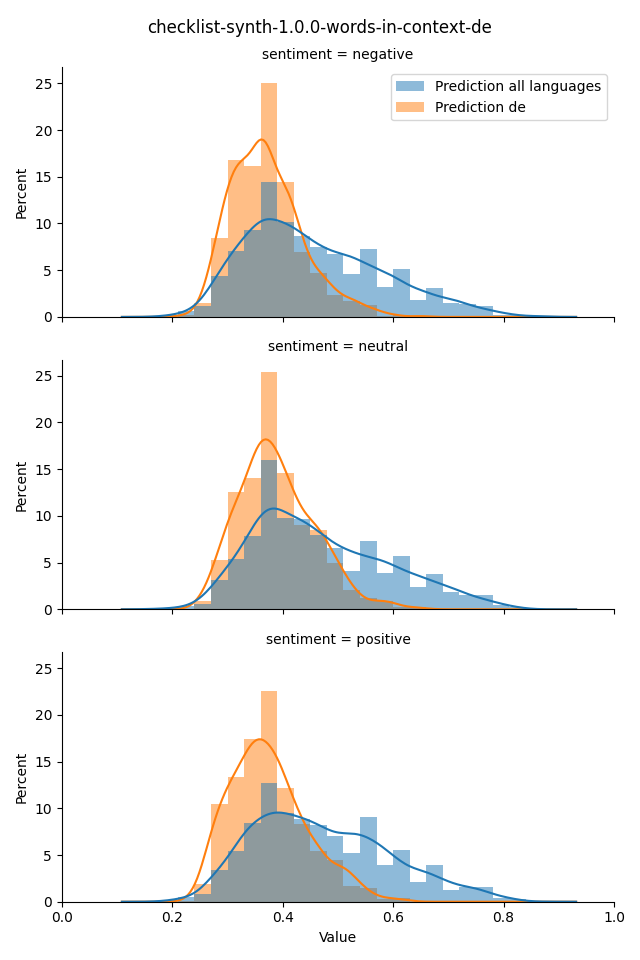 checklist-synth-1.0.0-words-in-context-de
sentiment = negative
Prediction all languages
Prediction de
25
20
15
10
5
0
Percent
sentiment = neutral
25
20
15
10
5
0
Percent
sentiment = positive
25
20
15
10
5
0
Percent
0.0 0.2 0.4 0.6 0.8 1.0
Value